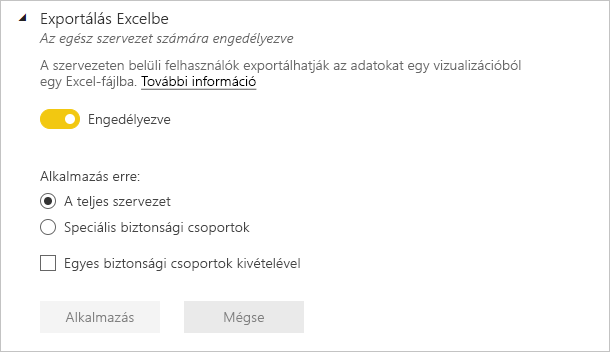 Exportálás Excelbe
Az egész szervezet számára engedélyezve
A szervezeten belüli felhasználók exportálhatják az adatokat egy vizualizációból
egy Excel-fájlba. További információ
Engedélyezve
Alkalmazás erre:
A teljes szervezet
Speciális biztonsági csoportok
Egyes biztonsági csoportok kivételével
Alkalmazás
Mégse